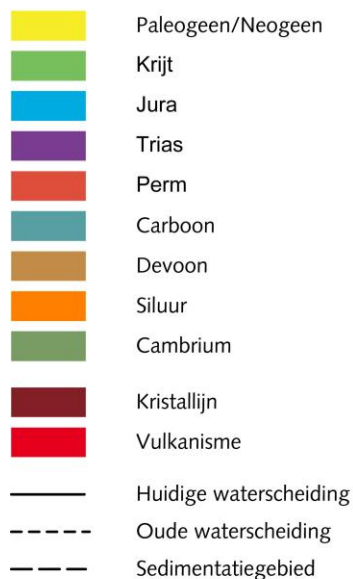 Paleogeen/Neogeen
Krijt
Jura
Trias
Perm
Carboon
Devoon
Siluur
Cambrium
Kristallijn
Vulkanisme
Huidige waterscheiding
Oude waterscheiding
Sedimentatiegebied